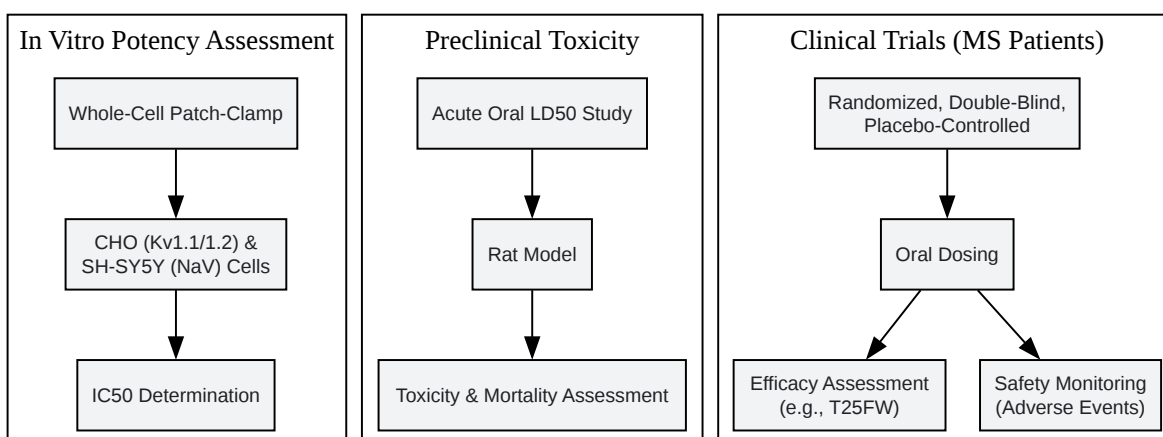 In Vitro Potency Assessment
Whole-Cell Patch-Clamp
CHO (Kv1.1/1.2) &
SH-SY5Y (NaV) Cells
IC50 Determination
Preclinical Toxicity
Acute Oral LD50 Study
Rat Model
Toxicity & Mortality Assessment
Clinical Trials (MS Patients)
Randomized, Double-Blind,
Placebo-Controlled
Oral Dosing
Efficacy Assessment
(e.g., T25FW)
Safety Monitoring
(Adverse Events)